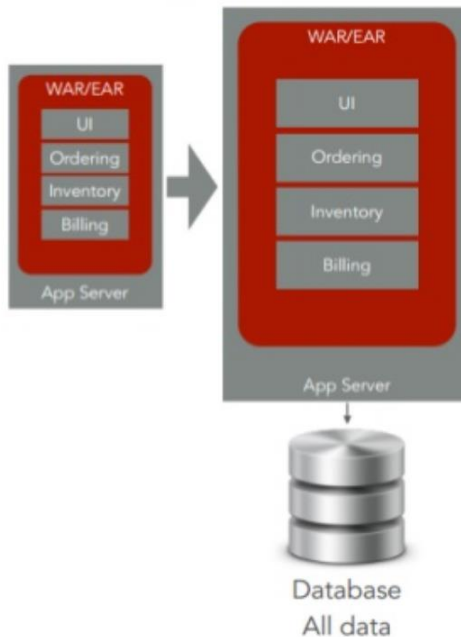 WAR/EAR
UI
Ordering
Inventory
Billing
App Server
WAR/EAR
UI
Ordering
Inventory
Billing
App Server
Database
All data